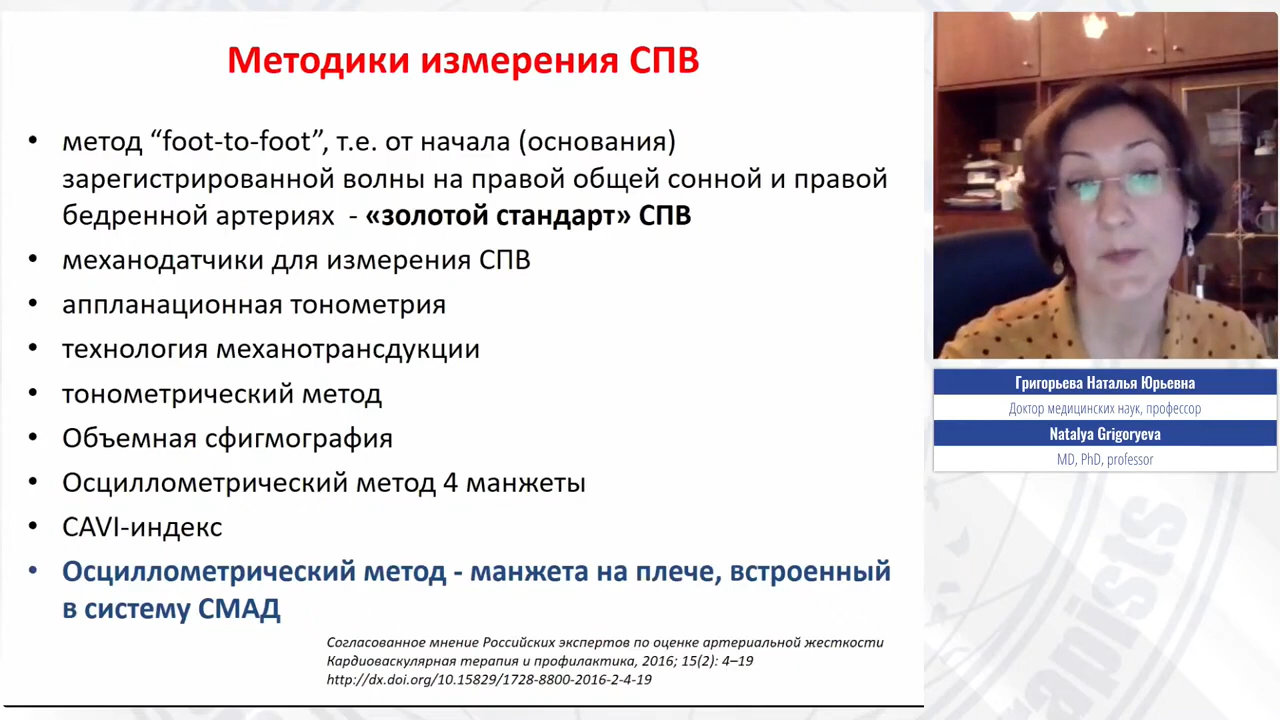 Методики измерения СПВ
• метод “foot-to-foot”, т.е. от начала (основания)
зарегистрированной волны на правой общей сонной и правой
бедренной артериях - «золотой стандарт» СПВ
• механодатчики для измерения СПВ
• аппланационная тонометрия
• технология механотрансдукции
• тонометрический метод
• Объемная сфигмография
• Осциллометрический метод 4 манжеты
• CAVI-индекс
• Осциллометрический метод - манжета на плече, встроенный
в систему СМАД
Согласованное мнение Российских экспертов по оценке артериальной жесткости
Кардиоваскулярная терапия и профилактика, 2016; 15(2): 4–19
http://dx.doi.org/10.15829/1728-8800-2016-2-4-19
Григорьева Наталья Юрьевна
Доктор медицинских наук, профессор
Natalya Grigoryeva
MD, PhD, professor
rapists